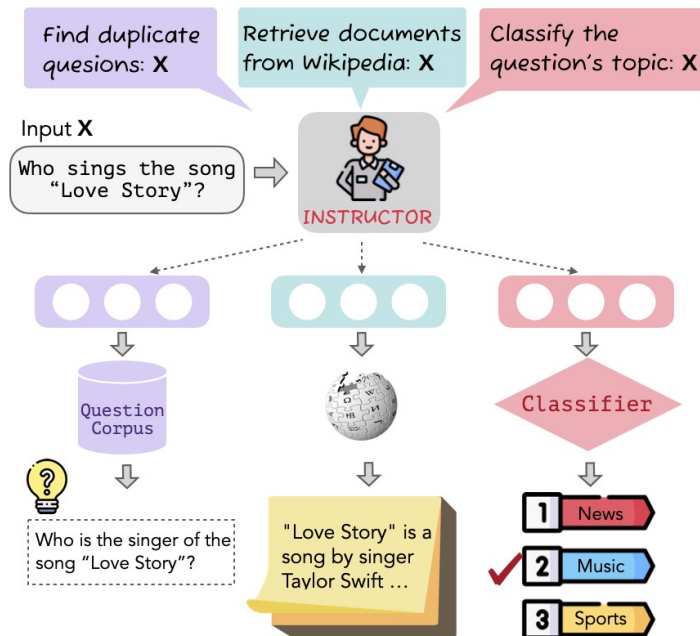 Find duplicate
quesions: X
Retrieve documents
from Wikipedia: X
Classify the
question's topic: X
Input X
Who sings the song
“Love Story”?
INSTRUCTOR
Question
Corpus
Classifier
Who is the singer of the
song “Love Story”?
"Love Story" is a
song by singer
Taylor Swift ...
1 News
2 Music
3 Sports